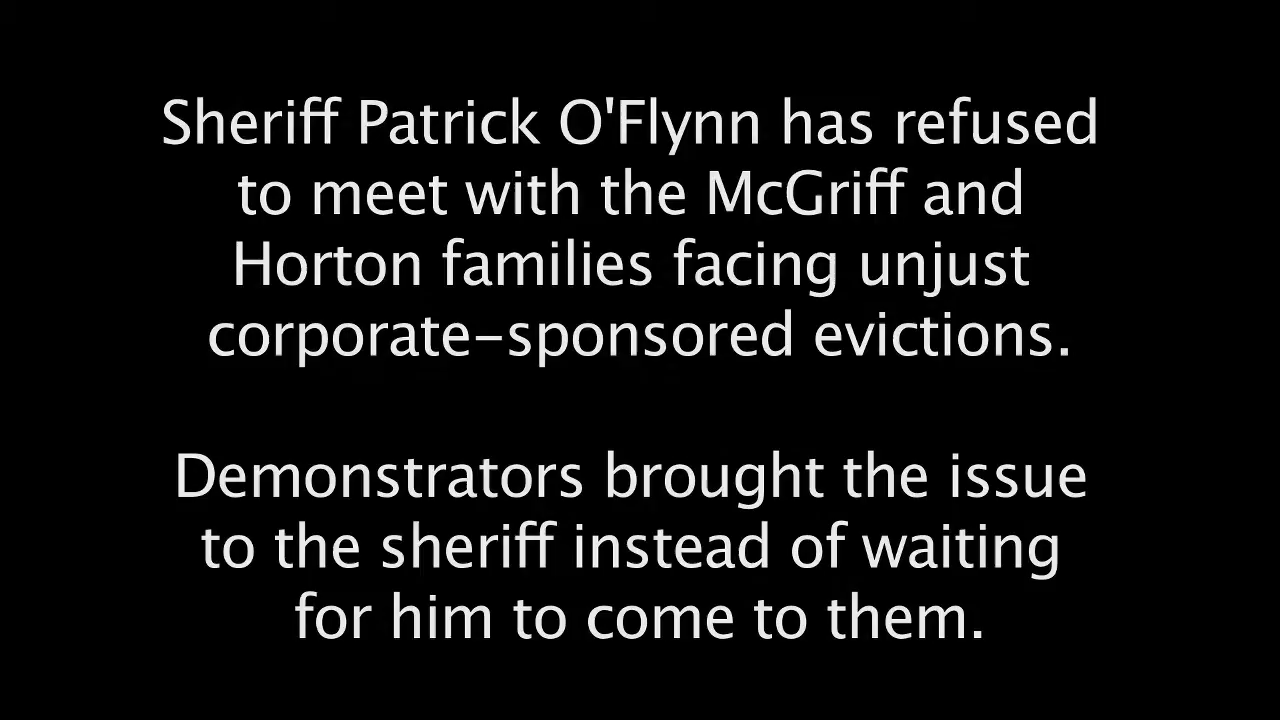 Sheriff Patrick O'Flynn has refused
to meet with the McGriff and
Horton families facing unjust
corporate-sponsored evictions.
Demonstrators brought the issue
to the sheriff instead of waiting
for him to come to them.